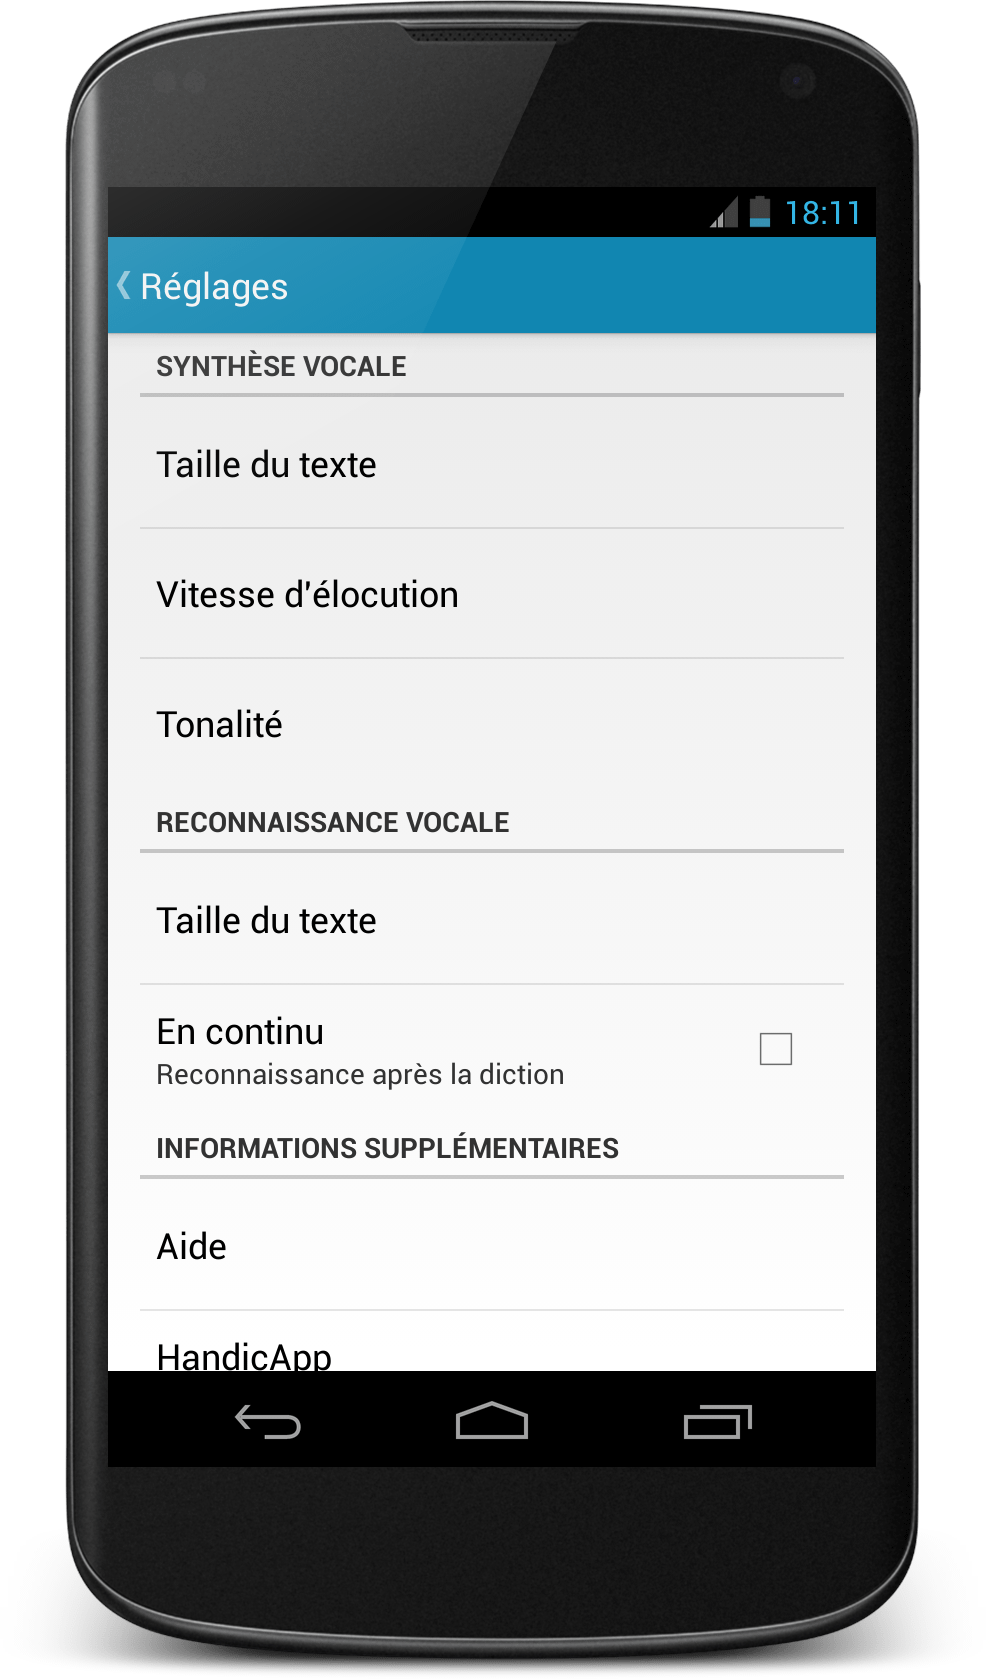 18:11
Réglages
SYNTHÈSE VOCALE
Taille du texte
Vitesse d'élocution
Tonalité
RECONNAISSANCE VOCALE
Taille du texte
En continu
Reconnaissance après la diction
INFORMATIONS SUPPLÉMENTAIRES
Aide
HandicApp